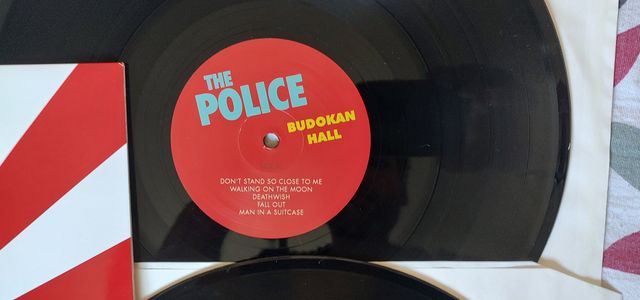 THE
POLICE
BUDOKAN
HALL
DON'T STAND SO CLOSE TO ME
WALKING ON THE MOON
DEATHWISH
FALL OUT
MAN IN A SUITCASE